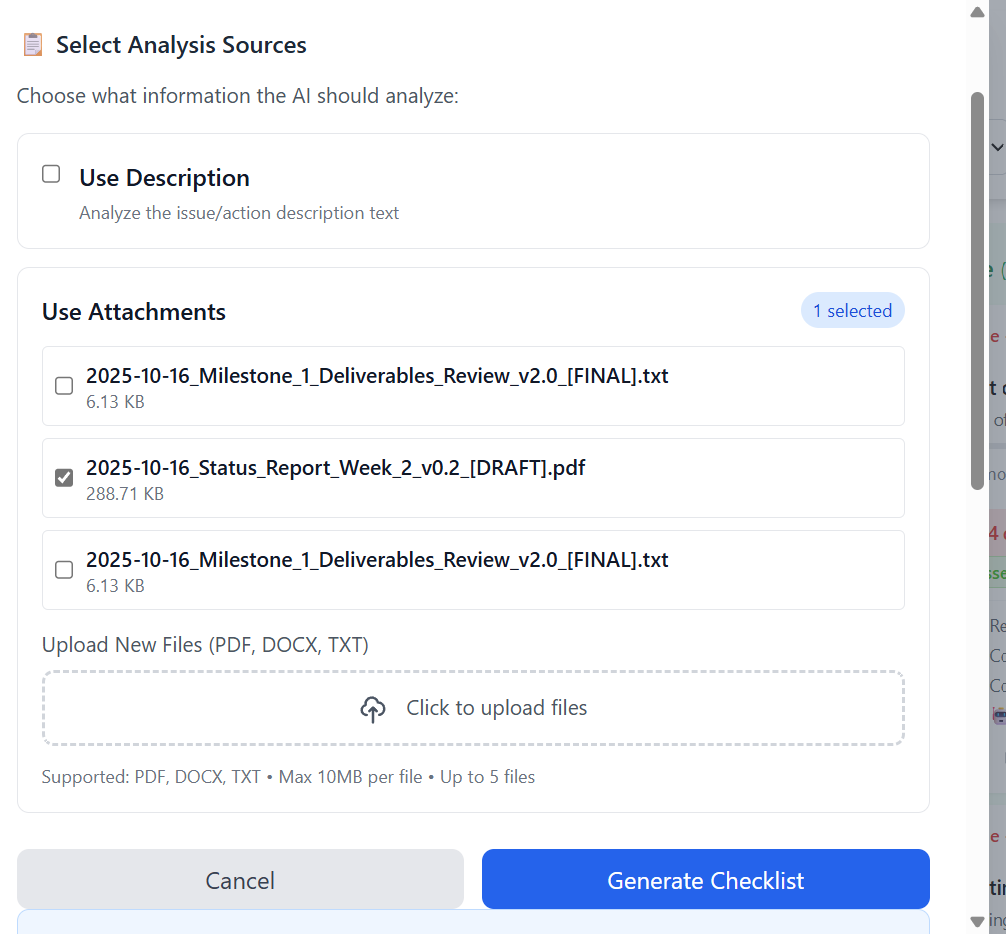 Select Analysis Sources
Choose what information the AI should analyze:
Use Description
Analyze the issue/action description text
Use Attachments
1 selected
2025-10-16_Milestone_1_Deliverables_Review_v2.0_[FINAL].txt
6.13 KB
2025-10-16_Status_Report_Week_2_v0.2_[DRAFT].pdf
288.71 KB
2025-10-16_Milestone_1_Deliverables_Review_v2.0_[FINAL].txt
6.13 KB
Upload New Files (PDF, DOCX, TXT)
Click to upload files
Supported: PDF, DOCX, TXT • Max 10MB per file • Up to 5 files
Cancel
Generate Checklist